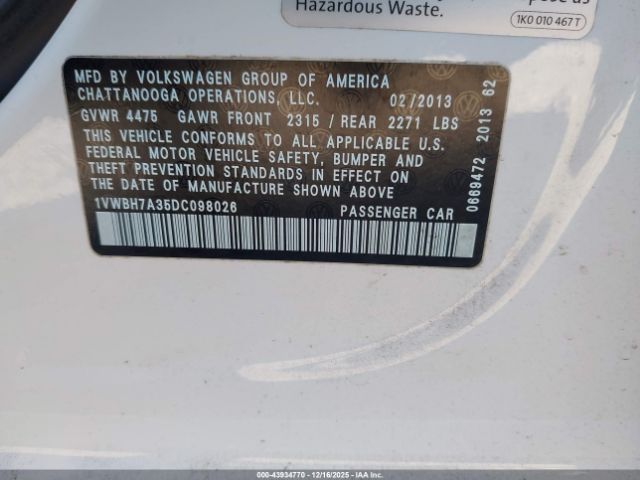 Hazardous Waste.
1K0 010 467 T
MFD BY VOLKSWAGEN GROUP OF AMERICA
CHATTANOOGA OPERATIONS, LLC. 02/2013
GVWR 4475 GAWR FRONT 2315 / REAR 2271 LBS
THIS VEHICLE CONFORMS TO ALL APPLICABLE U.S.
FEDERAL MOTOR VEHICLE SAFETY, BUMPER AND
THEFT PREVENTION STANDARDS IN EFFECT ON
THE DATE OF MANUFACTURE SHOWN ABOVE
1VWBH7A35DC098026 PASSENGER CAR
0669472 2013 62
000-43934770 - 12/16/2025 - IAAI.COM